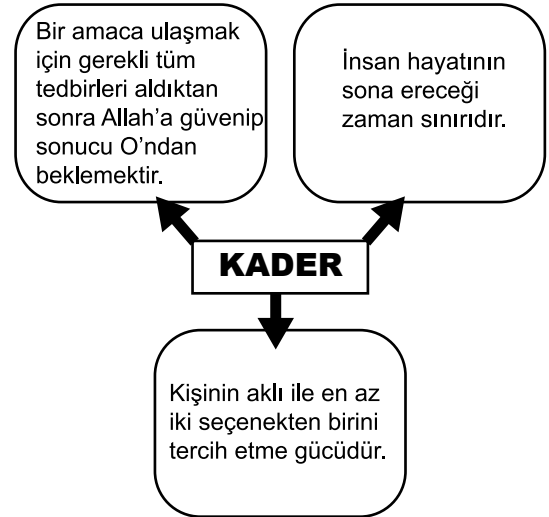 Bir amaca ulaşmak
için gerekli tüm
tedbirleri aldıktan
sonra Allah’a güvenip
sonucu O’ndan
beklemektir.
İnsan hayatının
sona ereceği
zaman sınırıdır.
KADER
Kişinin aklı ile en az
iki seçenekten birini
tercih etme gücüdür.